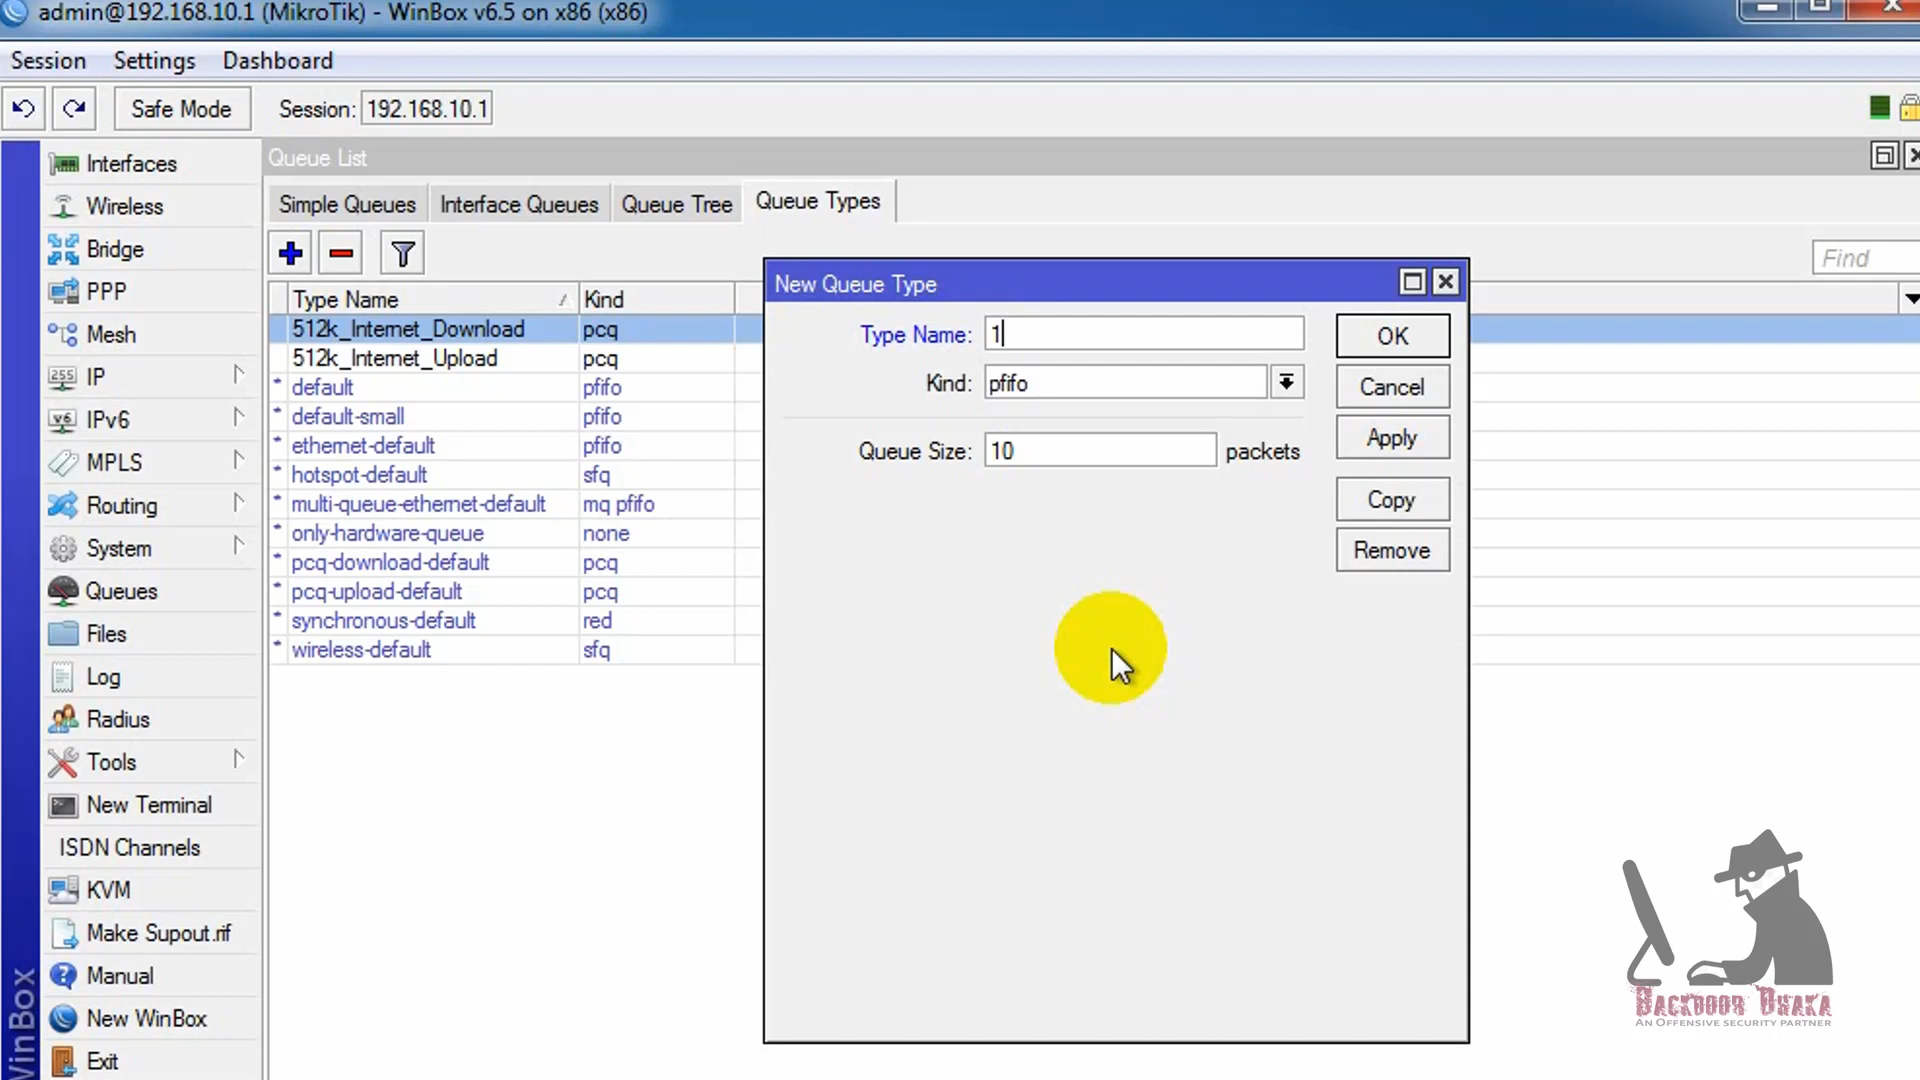 admin@192.168.10.1 (MikroTik) - WinBox v6.5 on x86 (x86)
Session Settings Dashboard
Safe Mode Session: 192.168.10.1
Interfaces
Wireless
Bridge
PPP
Mesh
IP
IPv6
MPLS
Routing
System
Queues
Files
Log
Radius
Tools
New Terminal
ISDN Channels
KVM
Make Supout.rif
Manual
New WinBox
Exit
WinBox
Queue List
Simple Queues Interface Queues Queue Tree Queue Types
Find
Type Name Kind
512k_Internet_Download pcq
512k_Internet_Upload pcq
* default pfifo
* default-small pfifo
* ethernet-default pfifo
* hotspot-default sfq
* multi-queue-ethernet-default mq pfifo
* only-hardware-queue none
* pcq-download-default pcq
* pcq-upload-default pcq
* synchronous-default red
* wireless-default sfq
New Queue Type
Type Name: 1
Kind: pfifo
Queue Size: 10 packets
OK
Cancel
Apply
Copy
Remove
Backdoor Dhaka
An Offensive security partner